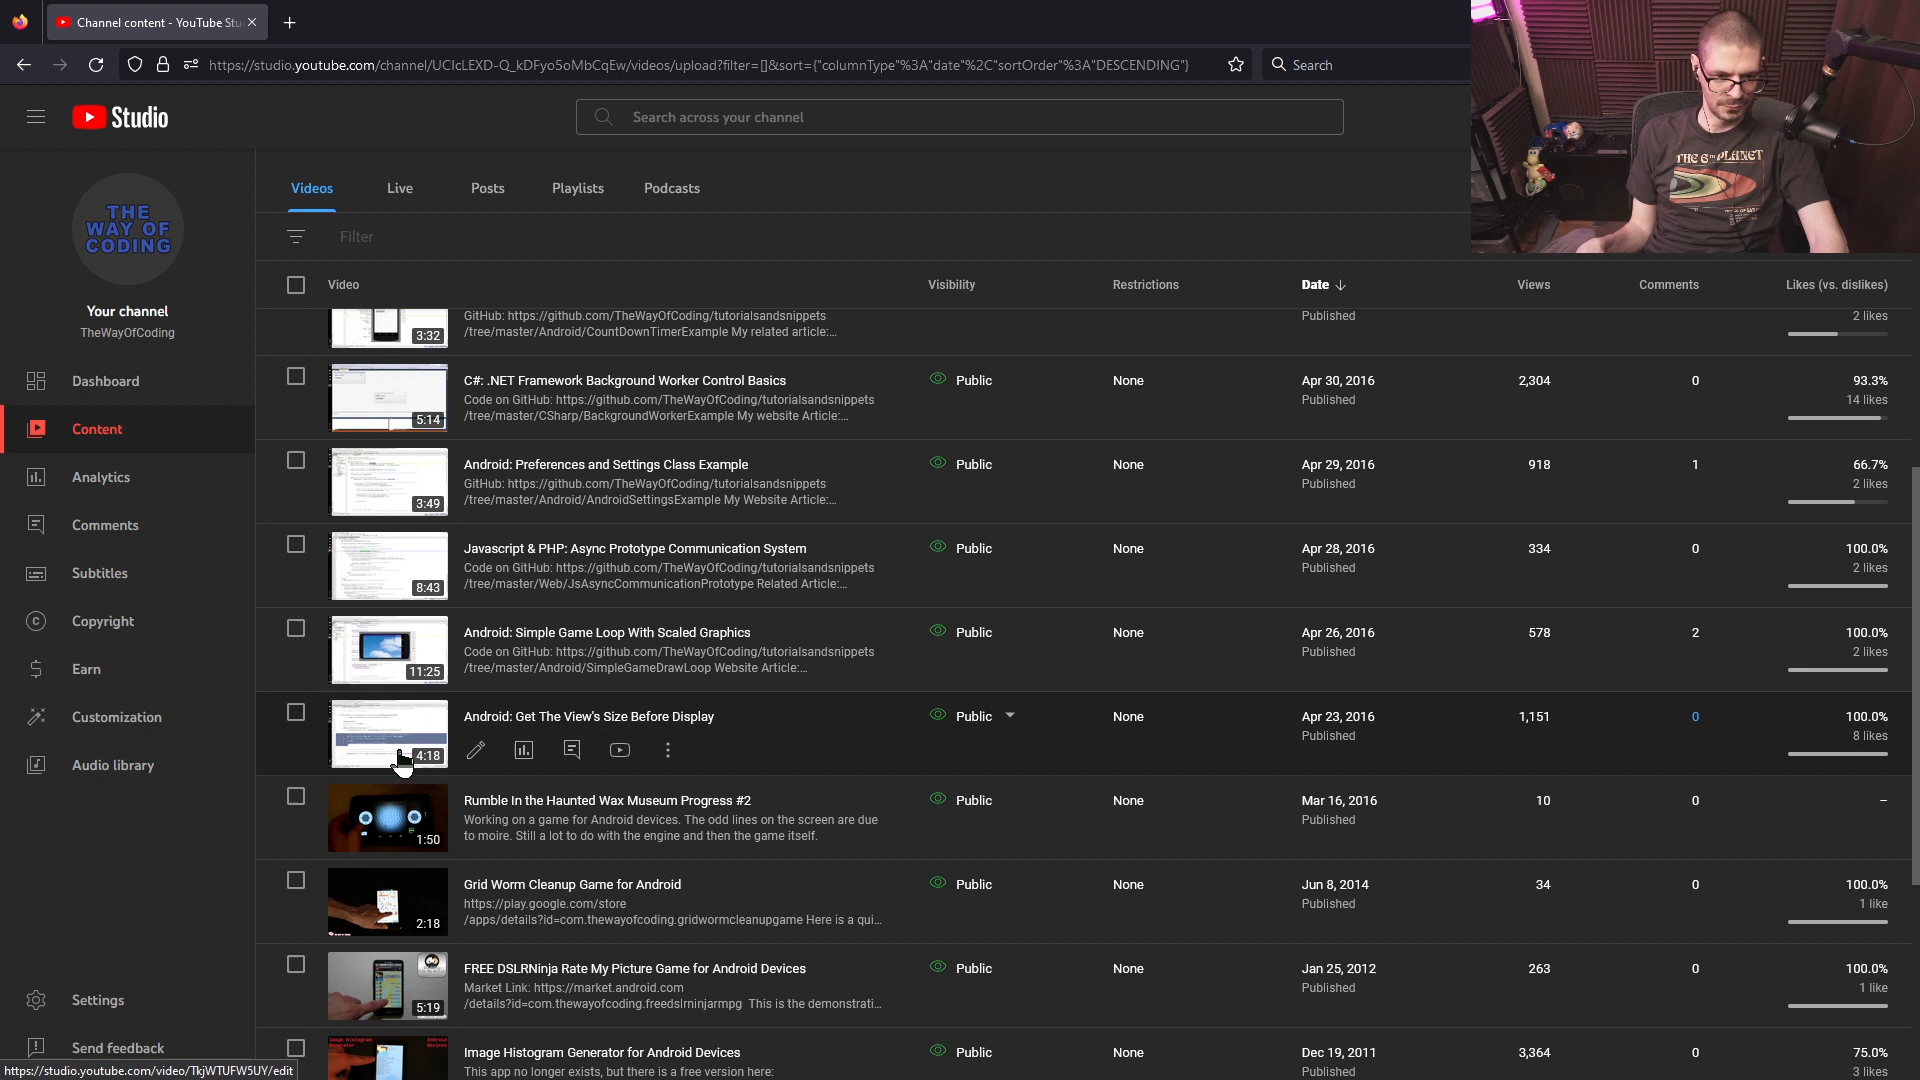 Channel content - YouTube Stu
https://studio.youtube.com/channel/UCIcLEXD-Q_kDFyo5oMbCqEw/videos/upload?filter=[]&sort={"columnType"%3A"date"%2C"sortOrder"%3A"DESCENDING"}
Search
Studio
Search across your channel
THE 6TH PLANET
THE
WAY OF
CODING
Your channel
TheWayOfCoding
Dashboard
Content
Analytics
Comments
Subtitles
Copyright
Earn
Customization
Audio library
Settings
Send feedback
https://studio.youtube.com/video/TkjWTUFW5UY/edit
Videos Live Posts Playlists Podcasts
Filter
Video Visibility Restrictions Date Views Comments Likes (vs. dislikes)
GitHub: https://github.com/TheWayOfCoding/tutorialsandsnippets Published 2 likes
3:32 /tree/master/Android/CountDownTimerExample My related article:...
C#: .NET Framework Background Worker Control Basics Public None Apr 30, 2016 2,304 0 93.3%
Code on GitHub: https://github.com/TheWayOfCoding/tutorialsandsnippets Published 14 likes
5:14 /tree/master/CSharp/BackgroundWorkerExample My website Article:...
Android: Preferences and Settings Class Example Public None Apr 29, 2016 918 1 66.7%
GitHub: https://github.com/TheWayOfCoding/tutorialsandsnippets Published 2 likes
3:49 /tree/master/Android/AndroidSettingsExample My Website Article:...
Javascript & PHP: Async Prototype Communication System Public None Apr 28, 2016 334 0 100.0%
Code on GitHub: https://github.com/TheWayOfCoding/tutorialsandsnippets Published 2 likes
8:43 /tree/master/Web/JsAsyncCommunicationPrototype Related Article:...
Android: Simple Game Loop With Scaled Graphics Public None Apr 26, 2016 578 2 100.0%
Code on GitHub: https://github.com/TheWayOfCoding/tutorialsandsnippets Published 2 likes
11:25 /tree/master/Android/SimpleGameDrawLoop Website Article:...
Android: Get The View's Size Before Display Public None Apr 23, 2016 1,151 0 100.0%
Published 8 likes
4:18
Rumble In the Haunted Wax Museum Progress #2 Public None Mar 16, 2016 10 0 –
Working on a game for Android devices. The odd lines on the screen are due Published
1:50 to moire. Still a lot to do with the engine and then the game itself.
Grid Worm Cleanup Game for Android Public None Jun 8, 2014 34 0 100.0%
https://play.google.com/store Published 1 like
2:18 /apps/details?id=com.thewayofcoding.gridwormcleanupgame Here is a qui...
FREE DSLRNinja Rate My Picture Game for Android Devices Public None Jan 25, 2012 263 0 100.0%
Market Link: https://market.android.com Published 1 like
5:19 /details?id=com.thewayofcoding.freedslrninjarmpg This is the demonstrati...
Image Histogram Generator for Android Devices Public None Dec 19, 2011 3,364 0 75.0%
This app no longer exists, but there is a free version here: Published 3 likes